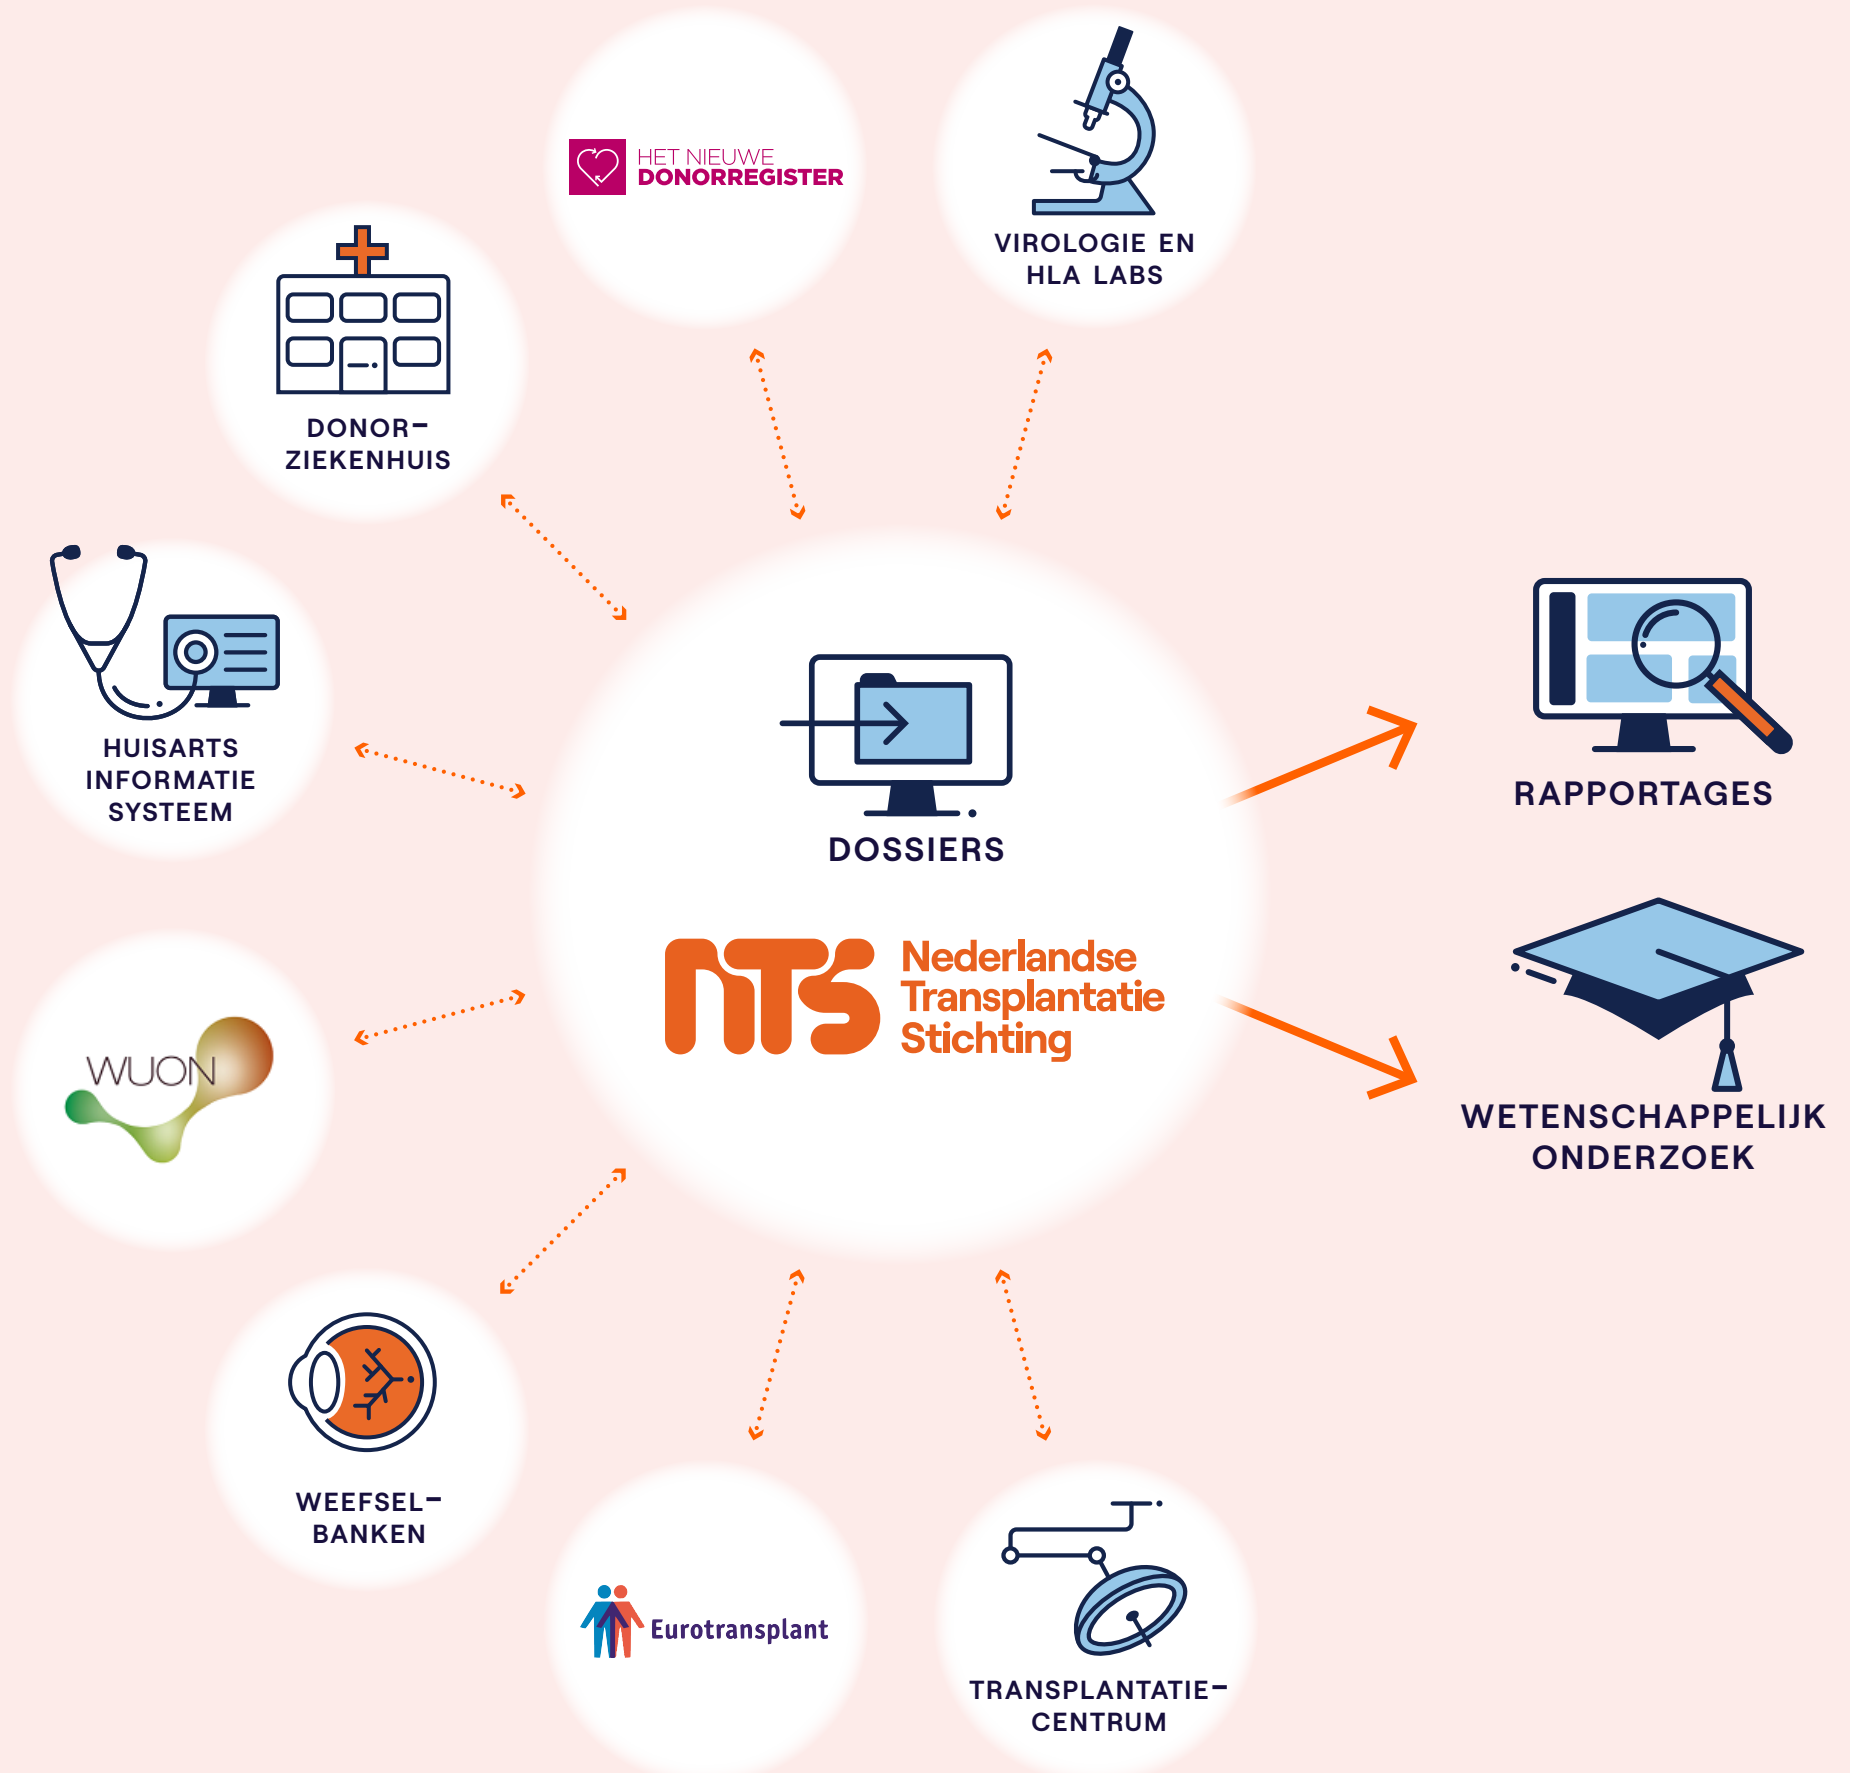 HET NIEUWE
DONORREGISTER
VIROLOGIE EN
HLA LABS
DONOR-
ZIEKENHUIS
HUISARTS
INFORMATIE
SYSTEEM
DOSSIERS
RAPPORTAGES
NTS
Nederlandse
Transplantatie
Stichting
WUON
WETENSCHAPPELIJK
ONDERZOEK
WEEFSEL-
BANKEN
Eurotransplant
TRANSPLANTATIE-
CENTRUM